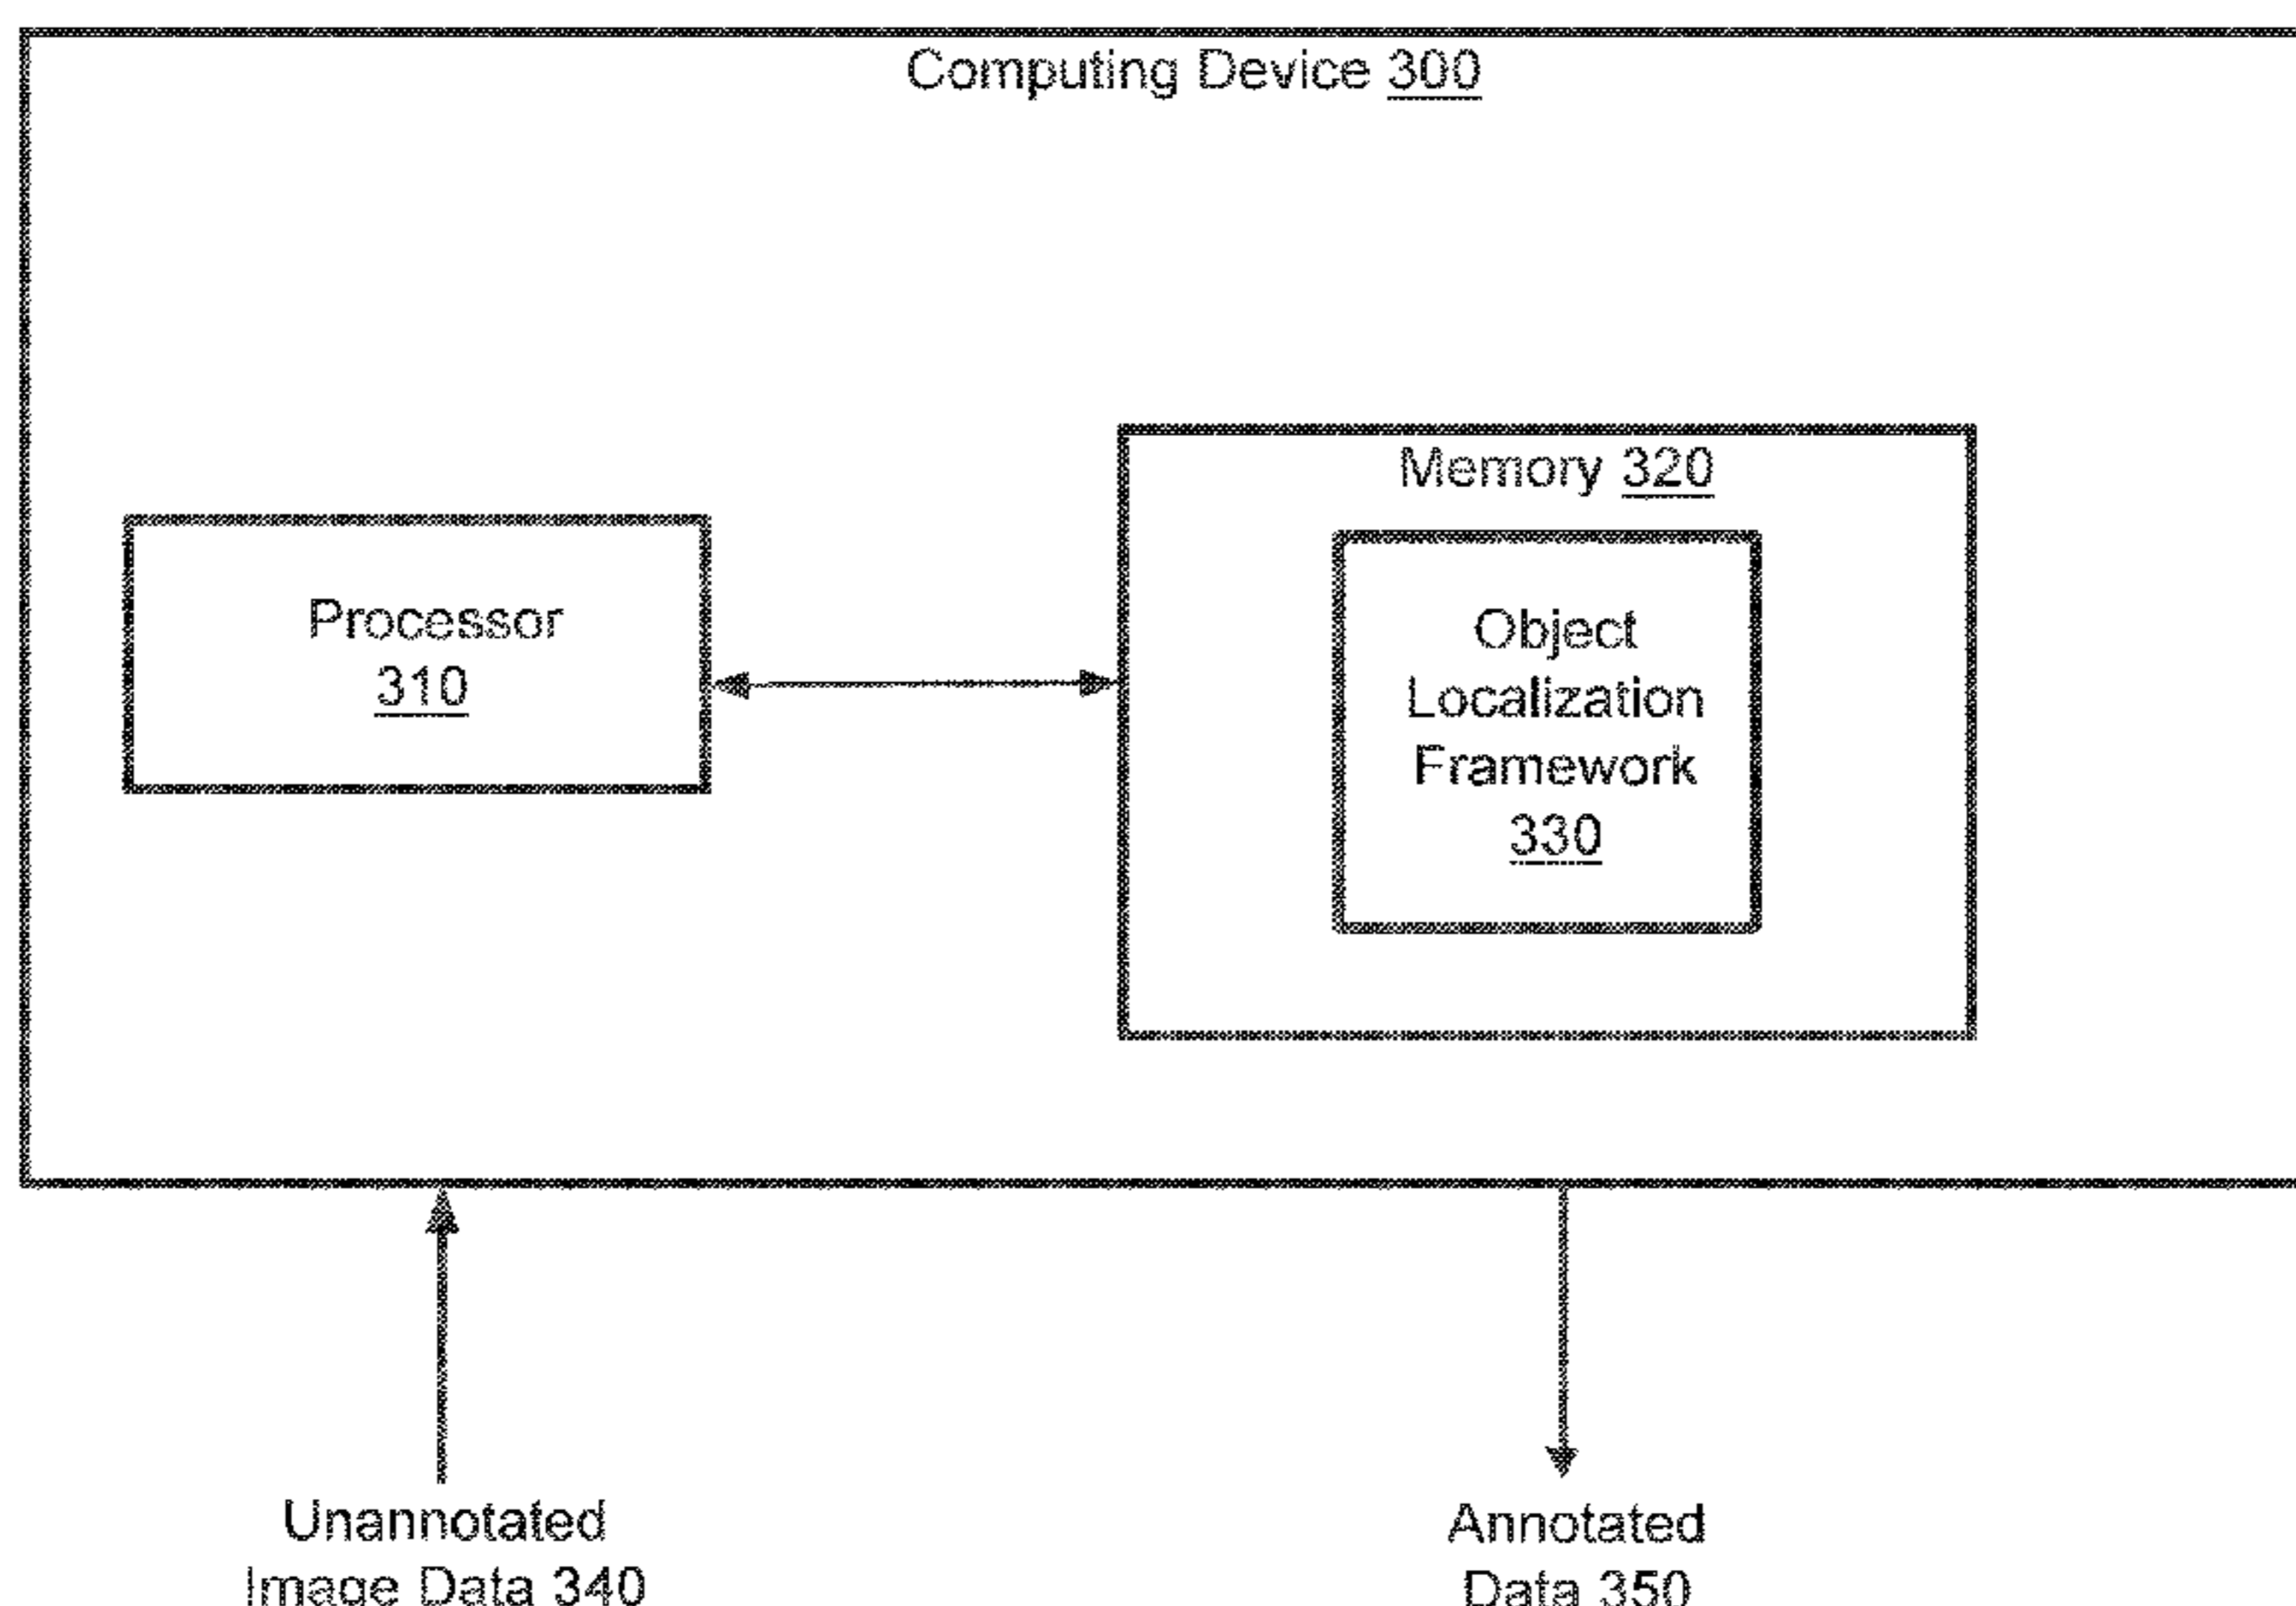 Computing Device 300
Memory 320
Processor
310
Object
Localization
Framework
330
Unannotated
Image Data 340
Annotated
Data 350